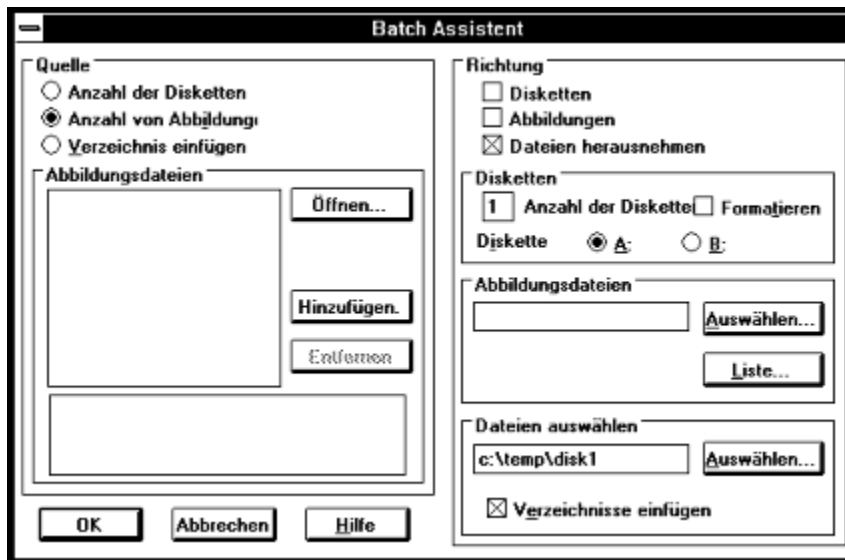 Batch Assistent
Quelle
Anzahl der Disketten
Anzahl von Abbildung
Verzeichnis einfügen
Abbildungsdateien
Öffnen...
Hinzufügen.
Entfernen
OK
Abbrechen
Hilfe
Richtung
Disketten
Abbildungen
Dateien herausnehmen
Disketten
1 Anzahl der Diskette Formatieren
Diskette A: B:
Abbildungsdateien
Auswählen...
Liste...
Dateien auswählen
c:\temp\disk1 Auswählen...
Verzeichnisse einfügen